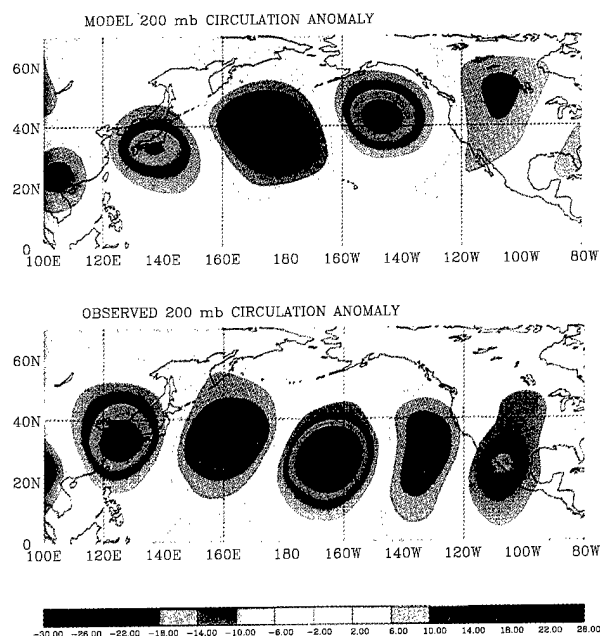 MODEL 200 mb CIRCULATION ANOMALY
60N
40N
20N
0
100E 120E 140E 160E 180 160W 140W 120W 100W 80W
OBSERVED 200 mb CIRCULATION ANOMALY
60N
40N
20N
0
100E 120E 140E 160E 180 160W 140W 120W 100W 80W
-30.00 -26.00 -22.00 -18.00 -14.00 -10.00 -6.00 -2.00 2.00 6.00 10.00 14.00 18.00 22.00 26.00